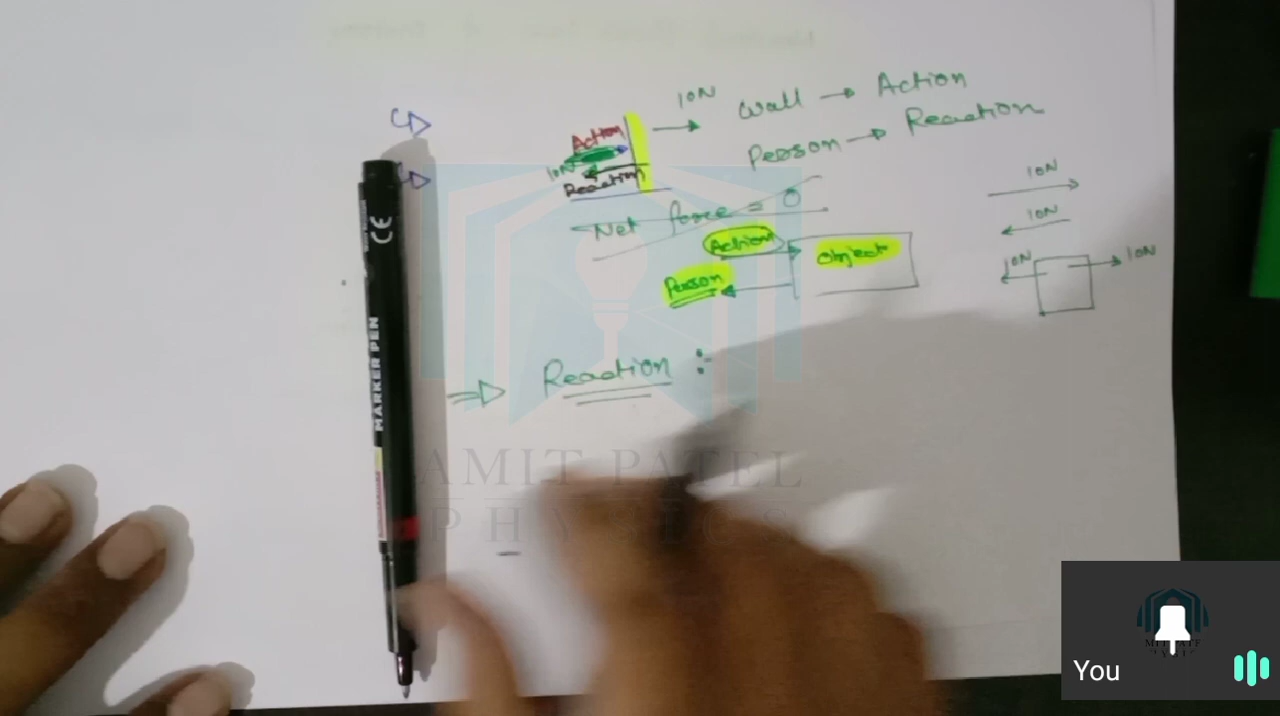 10N
Wall → Action
Action
Person → Reaction
10N
Reaction
10N
10N
Net force = 0
Action
Object
Person
10N
10N
⇒ Reaction :-
AMIT PATEL
PHYSICS
MARKER PEN
CE
You